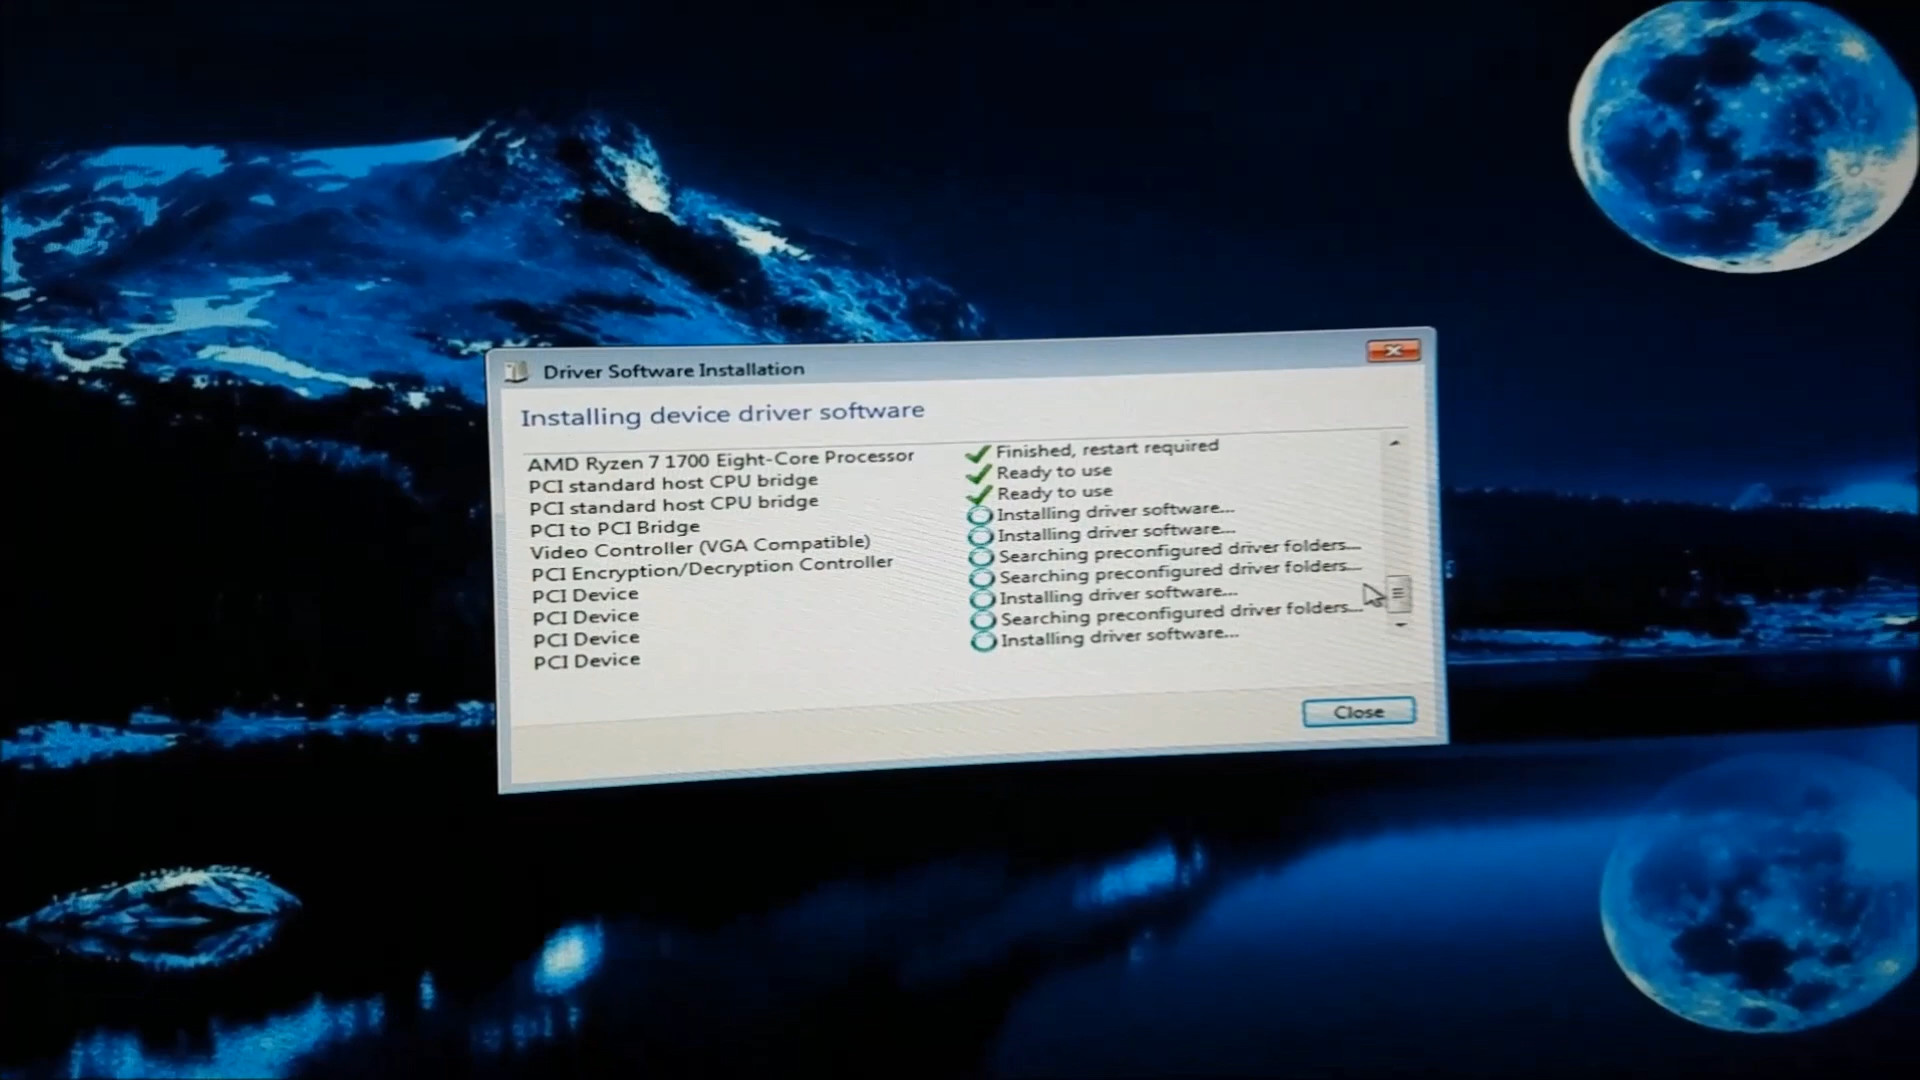 Driver Software Installation
Installing device driver software
AMD Ryzen 7 1700 Eight-Core Processor Finished, restart required
PCI standard host CPU bridge Ready to use
PCI standard host CPU bridge Ready to use
PCI to PCI Bridge Installing driver software...
Video Controller (VGA Compatible) Installing driver software...
PCI Encryption/Decryption Controller Searching preconfigured driver folders...
PCI Device Searching preconfigured driver folders...
PCI Device Installing driver software...
PCI Device Searching preconfigured driver folders...
PCI Device Installing driver software...
Close